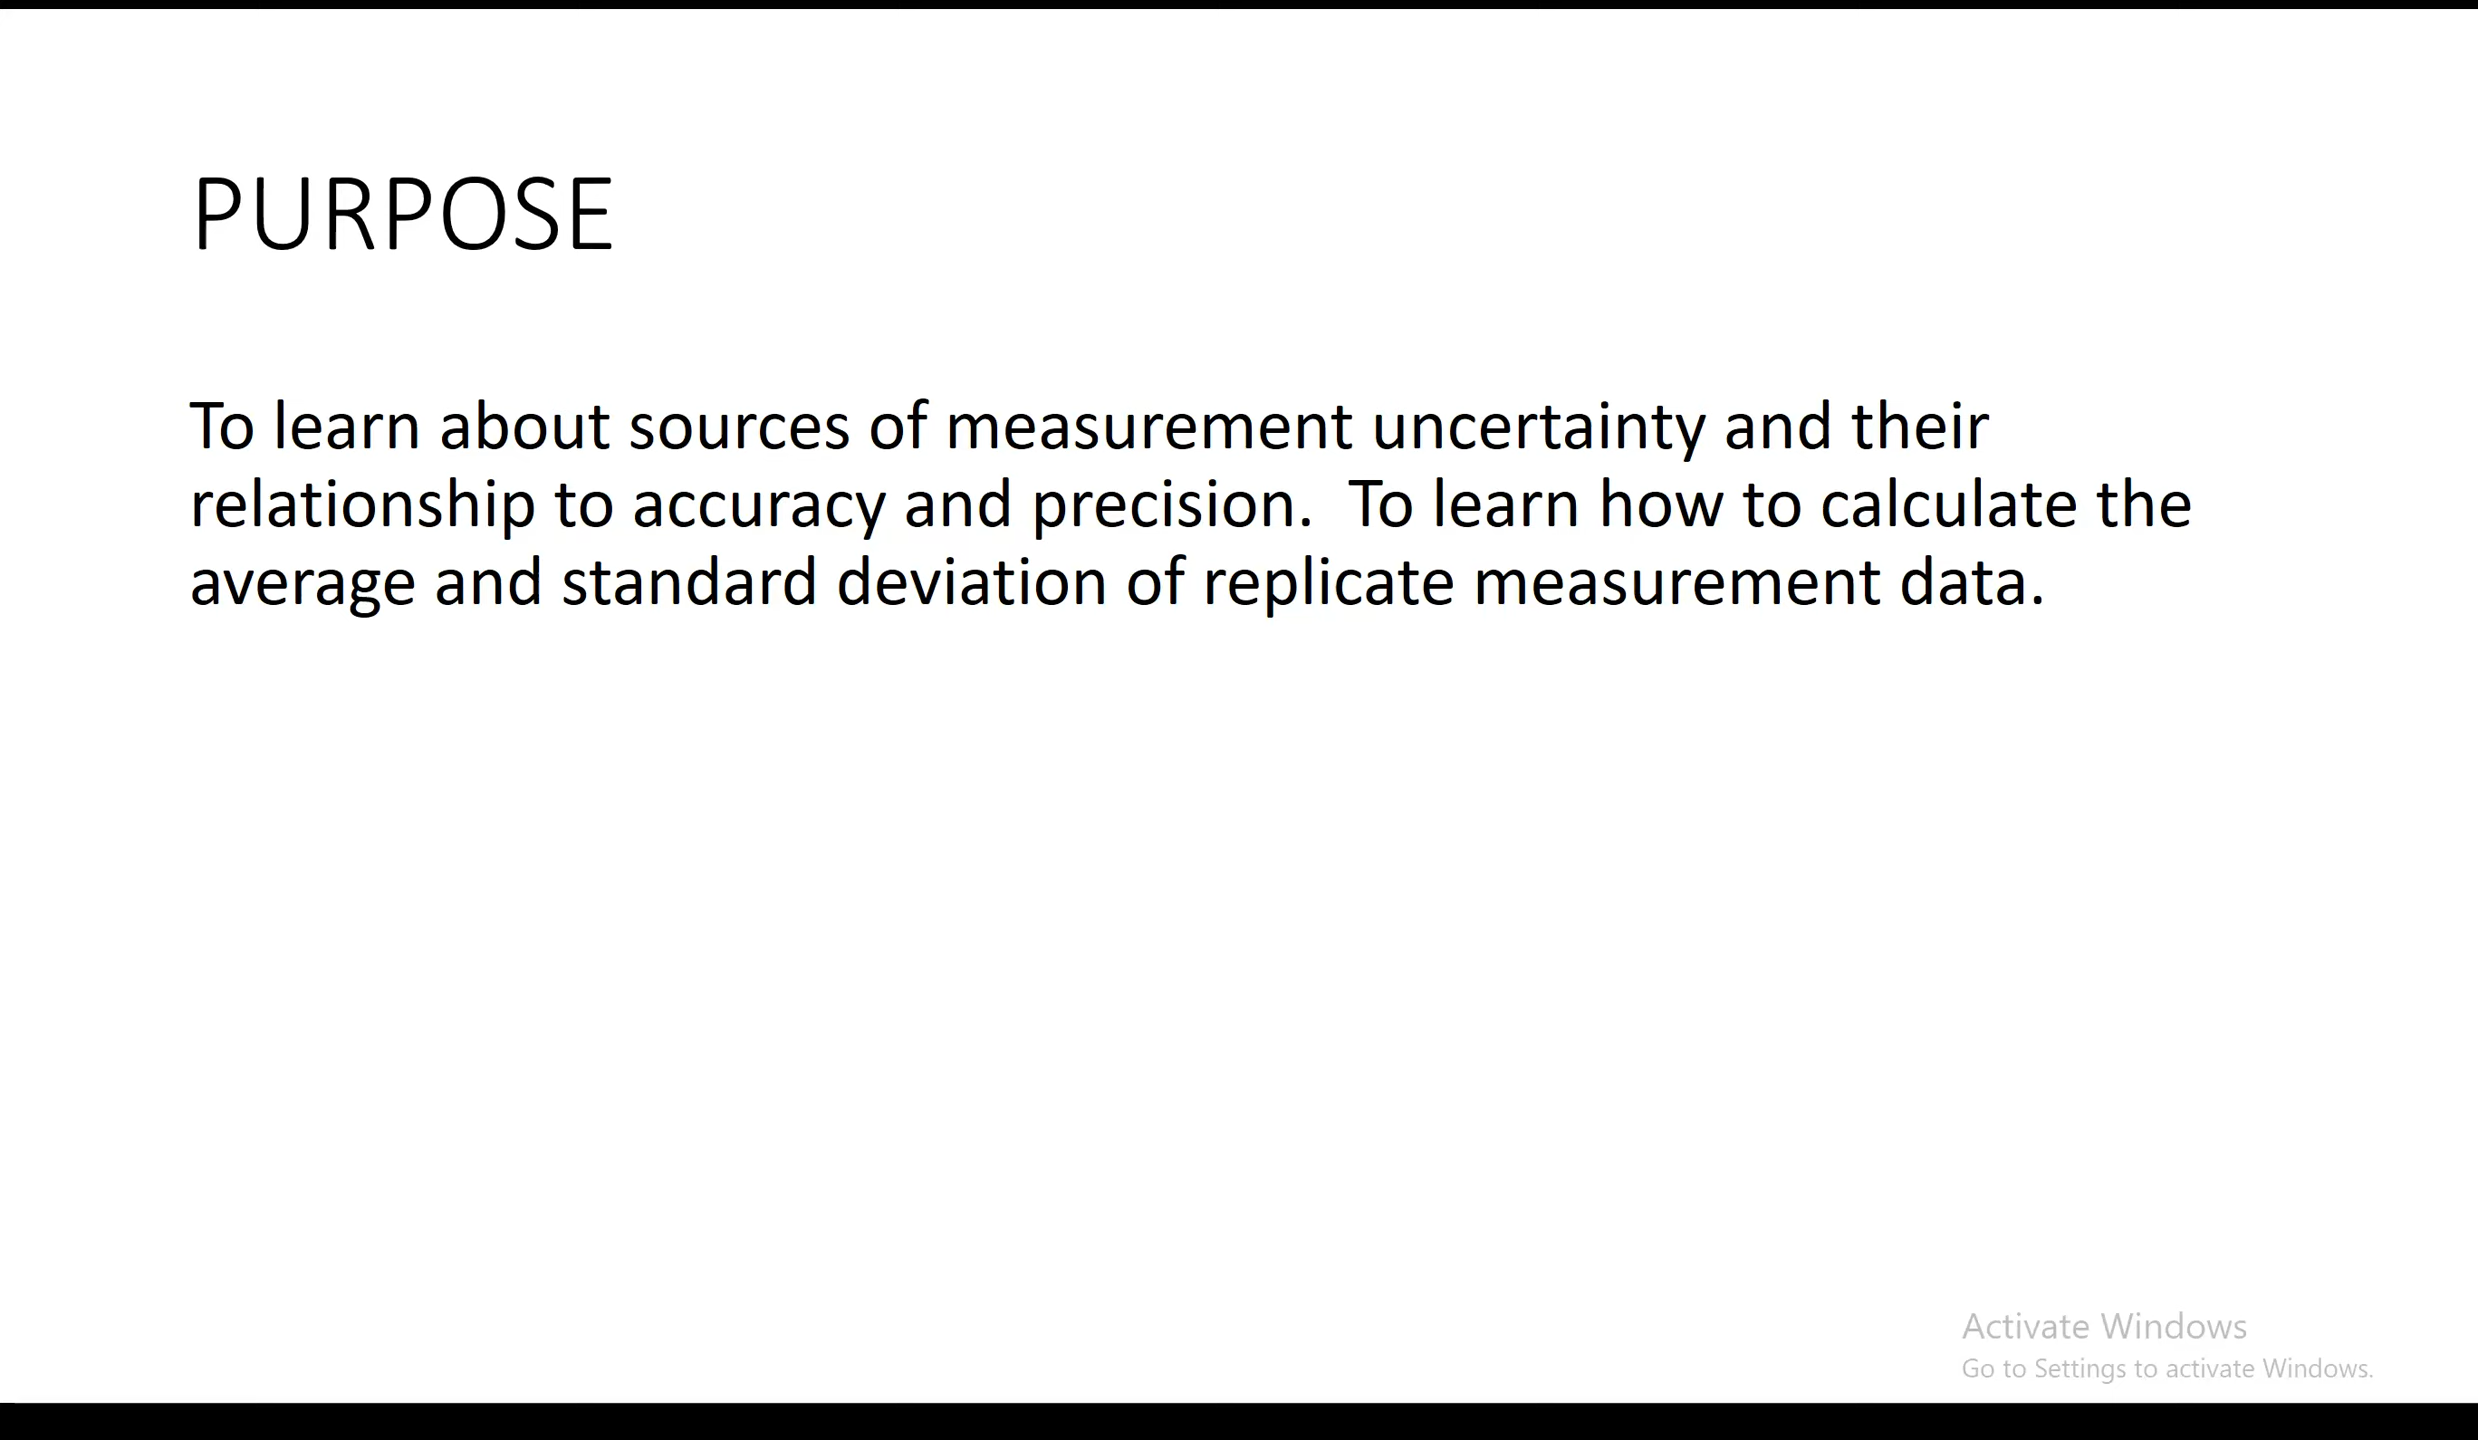 PURPOSE
To learn about sources of measurement uncertainty and their
relationship to accuracy and precision.  To learn how to calculate the
average and standard deviation of replicate measurement data.
Activate Windows
Go to Settings to activate Windows.